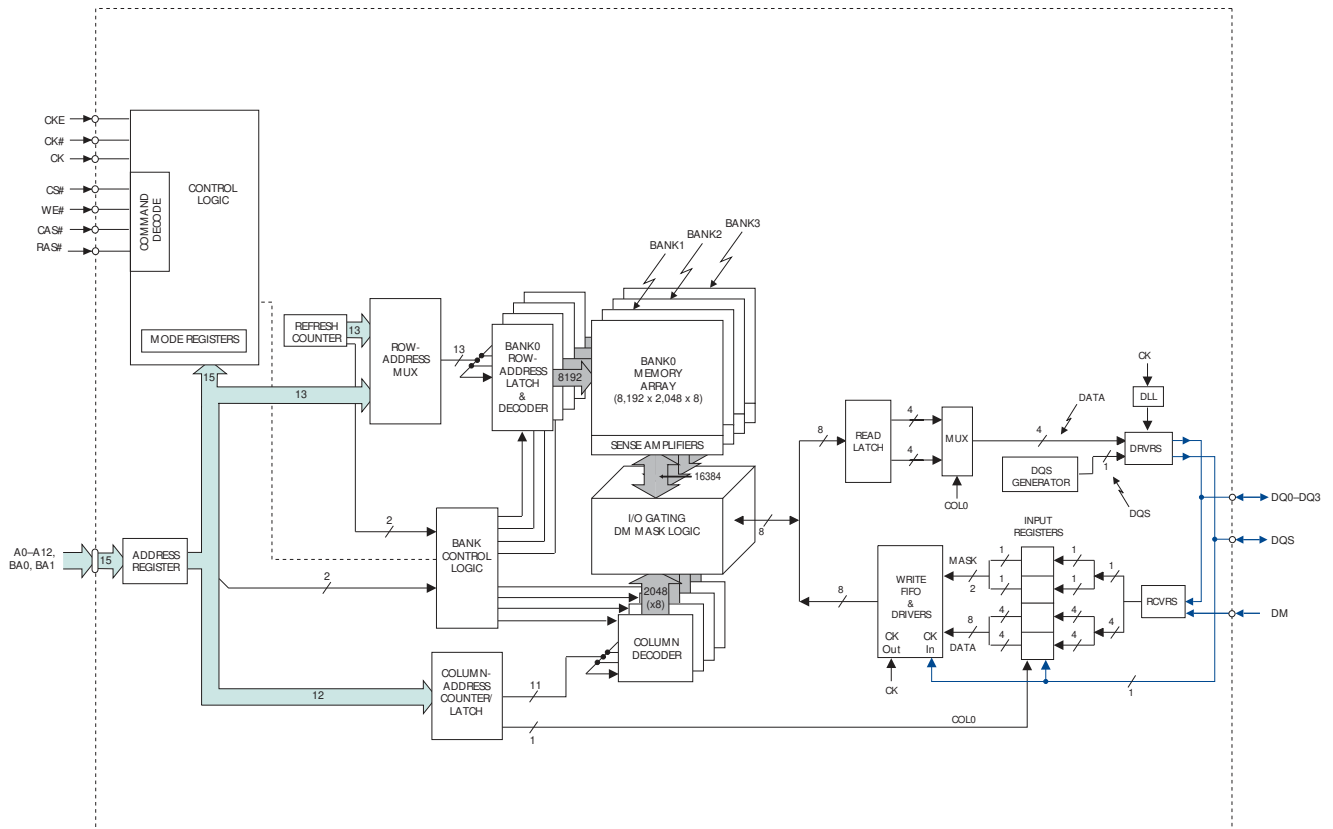 CKE
CK#
CK
CS#
WE#
CAS#
RAS#
COMMAND
DECODE
CONTROL
LOGIC
MODE REGISTERS
15
REFRESH
COUNTER
13
13
ROW-
ADDRESS
MUX
13
BANK0
ROW-
ADDRESS
LATCH
&
DECODER
8192
BANK1
BANK2
BANK3
BANK0
MEMORY
ARRAY
(8,192 x 2,048 x 8)
SENSE AMPLIFIERS
16384
I/O GATING
DM MASK LOGIC
8
2048
(x8)
COLUMN
DECODER
A0–A12,
BA0, BA1
15
ADDRESS
REGISTER
2
2
BANK
CONTROL
LOGIC
12
COLUMN-
ADDRESS
COUNTER/
LATCH
11
1
COL0
8
READ
LATCH
4
4
MUX
COL0
4
DATA
DQS
GENERATOR
1
DQS
CK
DLL
DRVRS
DQ0–DQ3
DQS
DM
RCVRS
INPUT
REGISTERS
8
WRITE
FIFO
&
DRIVERS
CK
Out
CK
In
CK
MASK
2
8
DATA
1
1
4
4
1
1
4
4
1
4
1